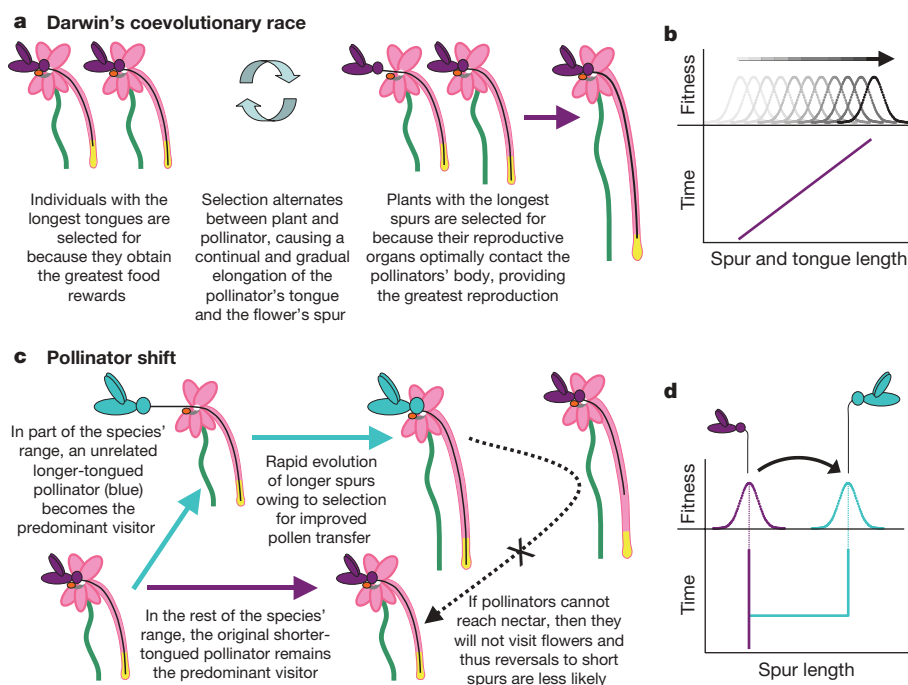 a Darwin's coevolutionary race
Individuals with the
longest tongues are
selected for
because they obtain
the greatest food
rewards
Selection alternates
between plant and
pollinator, causing a
continual and gradual
elongation of the
pollinator's tongue
and the flower's spur
Plants with the longest
spurs are selected for
because their reproductive
organs optimally contact the
pollinators' body, providing
the greatest reproduction
b
Fitness
Time
Spur and tongue length
c Pollinator shift
In part of the species'
range, an unrelated
longer-tongued
pollinator (blue)
becomes the
predominant visitor
Rapid evolution
of longer spurs
owing to selection
for improved
pollen transfer
In the rest of the species'
range, the original shorter-
tongued pollinator remains
the predominant visitor
X
If pollinators cannot
reach nectar, then they
will not visit flowers and
thus reversals to short
spurs are less likely
d
Fitness
Time
Spur length